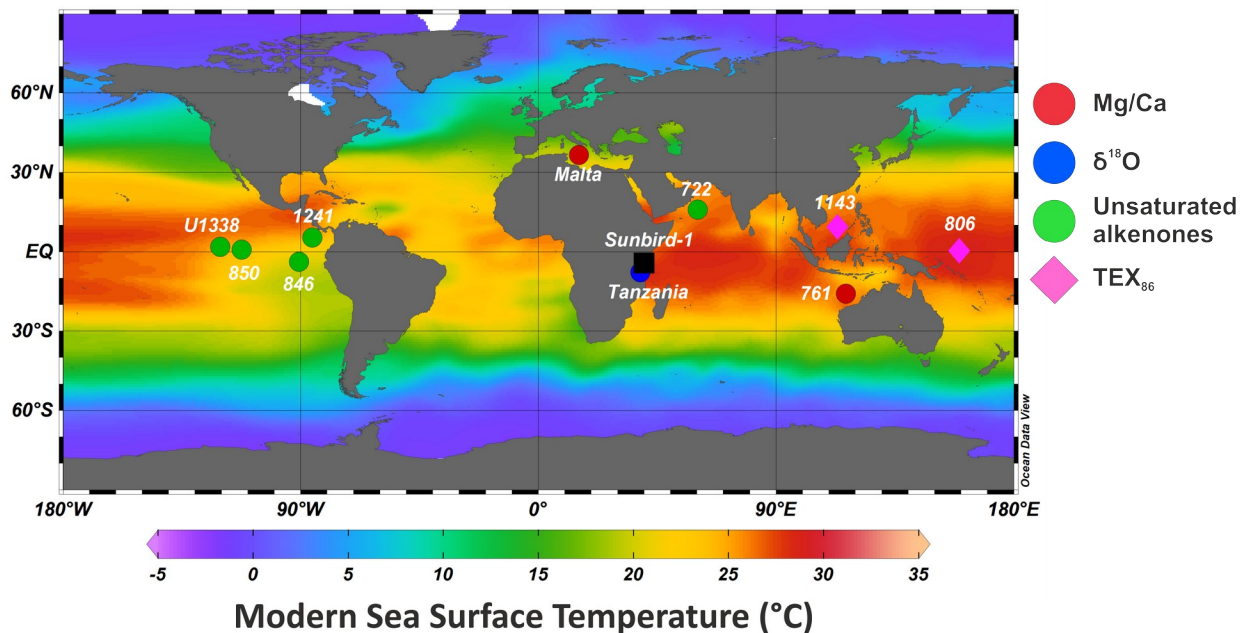 60°N
30°N
EQ
30°S
60°S
180°W
90°W
0°
90°E
180°E
Malta
722
1143
1241
U1338
806
Sunbird-1
850
846
Tanzania
761
Ocean Data View
Mg/Ca
δ¹⁸O
Unsaturated
alkenones
TEX₈₆
-5
0
5
10
15
20
25
30
35
Modern Sea Surface Temperature (°C)